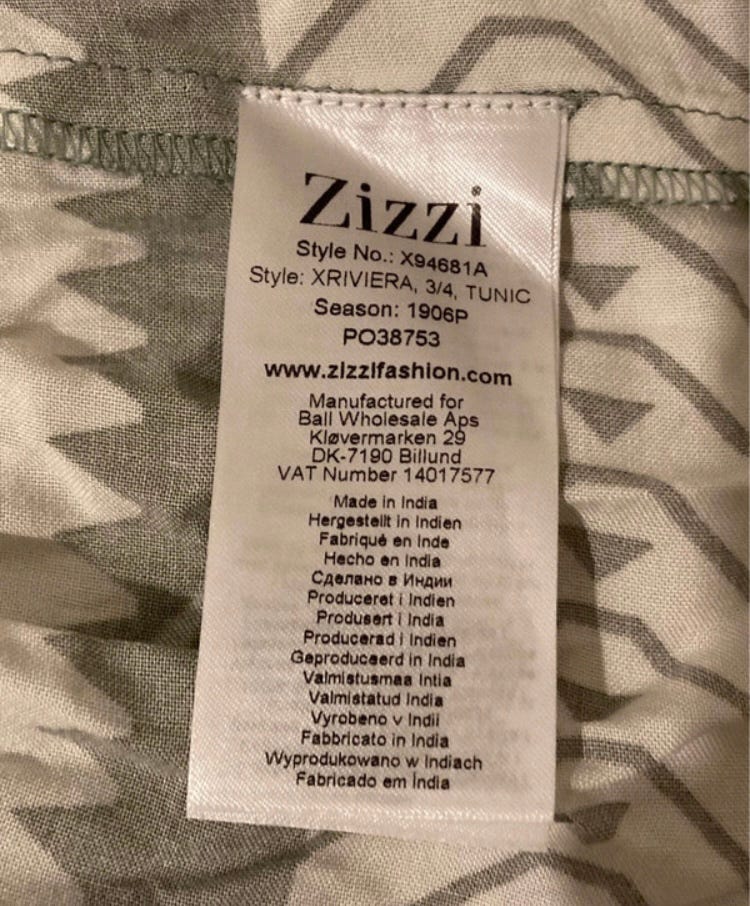 Zizzi
Style No.: X94681A
Style: XRIVIERA, 3/4, TUNIC
Season: 1906P
PO38753
www.zizzifashion.com
Manufactured for
Ball Wholesale Aps
Kløvermarken 29
DK-7190 Billund
VAT Number 14017577
Made in India
Hergestellt in Indien
Fabriqué en Inde
Hecho en India
Сделано в Индии
Produceret i Indien
Produsert i India
Producerad i Indien
Geproduceerd in India
Valmistusmaa Intia
Valmistatud India
Vyrobeno v Indii
Fabbricato in India
Wyprodukowano w Indiach
Fabricado em Índia